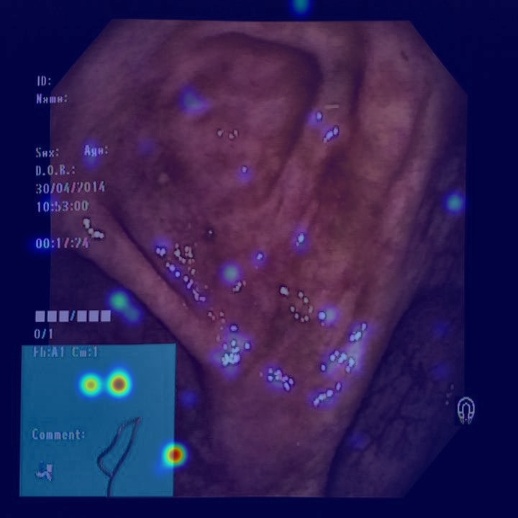 ID:
Name:
Sex: Age:
D.O.B.:
30/04/2014
10:53:00
00:17:24
0/1
Eh:A1 Cm:1
Comment: